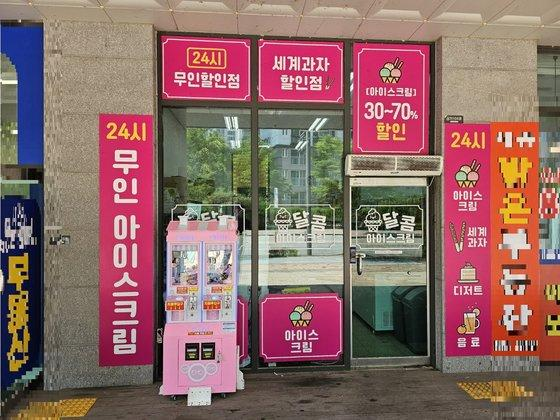 24시
무인할인점
세계과자
할인점
[아이스크림]
30~70%
할인
24시
무인 아이스크림
달콤
아이스크림
달콤
아이스크림
달콤
아이스크림
아이스
크림
24시
아이스
크림
세계
과자
디저트
음료